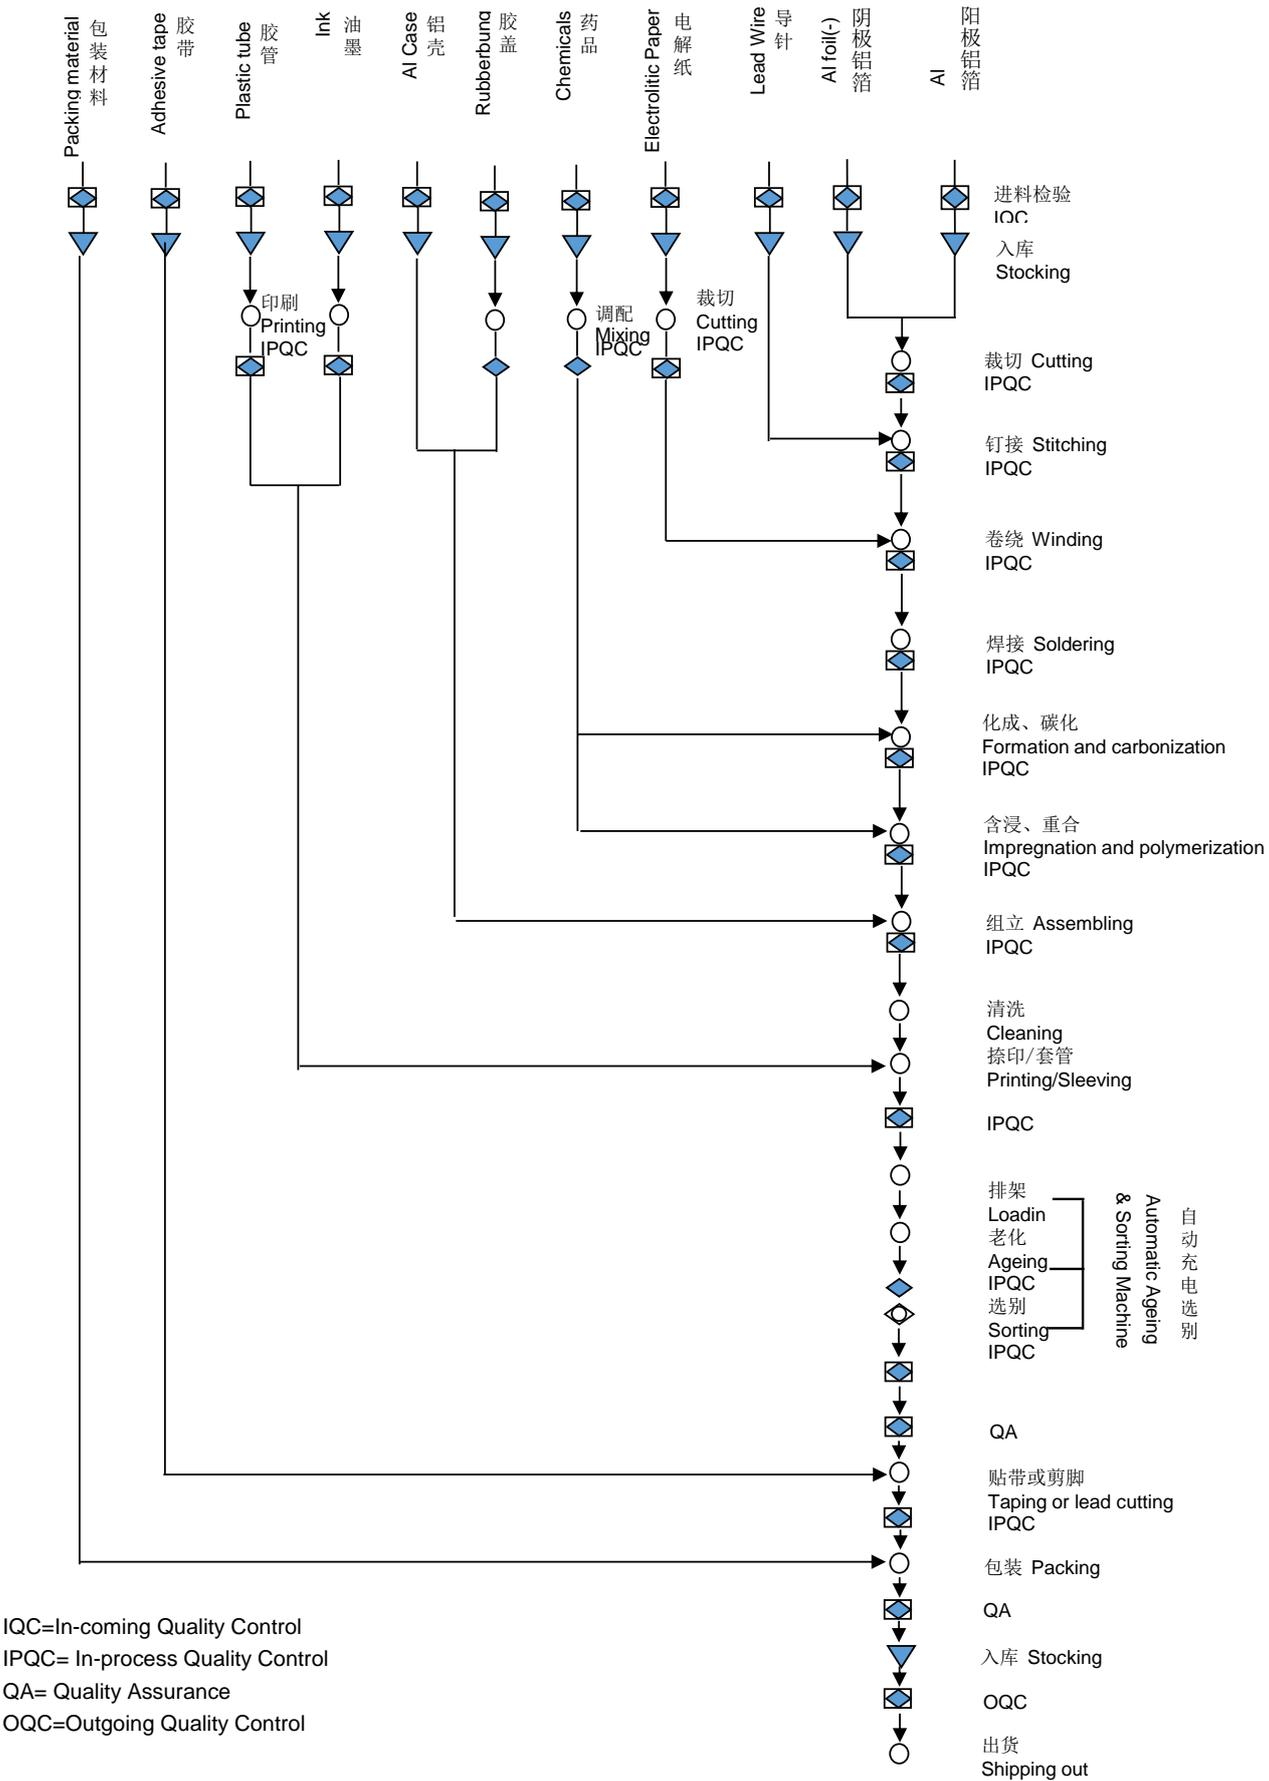 Packing material
包装材料
Adhesive tape
胶带
Plastic tube
胶管
Ink
油墨
Al Case
铝壳
Rubberbung
胶盖
Chemicals
药品
Electrolitic Paper
电解纸
Lead Wire
导针
Al foil(-)
阴极铝箔
Al
阳极铝箔
进料检验
IQC
入库
Stocking
印刷
Printing
IPQC
调配
Mixing
IPQC
裁切
Cutting
IPQC
裁切 Cutting
IPQC
钉接 Stitching
IPQC
卷绕 Winding
IPQC
焊接 Soldering
IPQC
化成、碳化
Formation and carbonization
IPQC
含浸、重合
Impregnation and polymerization
IPQC
组立 Assembling
IPQC
清洗
Cleaning
捺印/套管
Printing/Sleeving
IPQC
排架
Loadin
老化
Ageing
IPQC
选别
Sorting
IPQC
Automatic Ageing
& Sorting Machine
自动充电选别
QA
贴带或剪脚
Taping or lead cutting
IPQC
包装 Packing
QA
入库 Stocking
OQC
出货
Shipping out
IQC=In-coming Quality Control
IPQC= In-process Quality Control
QA= Quality Assurance
OQC=Outgoing Quality Control